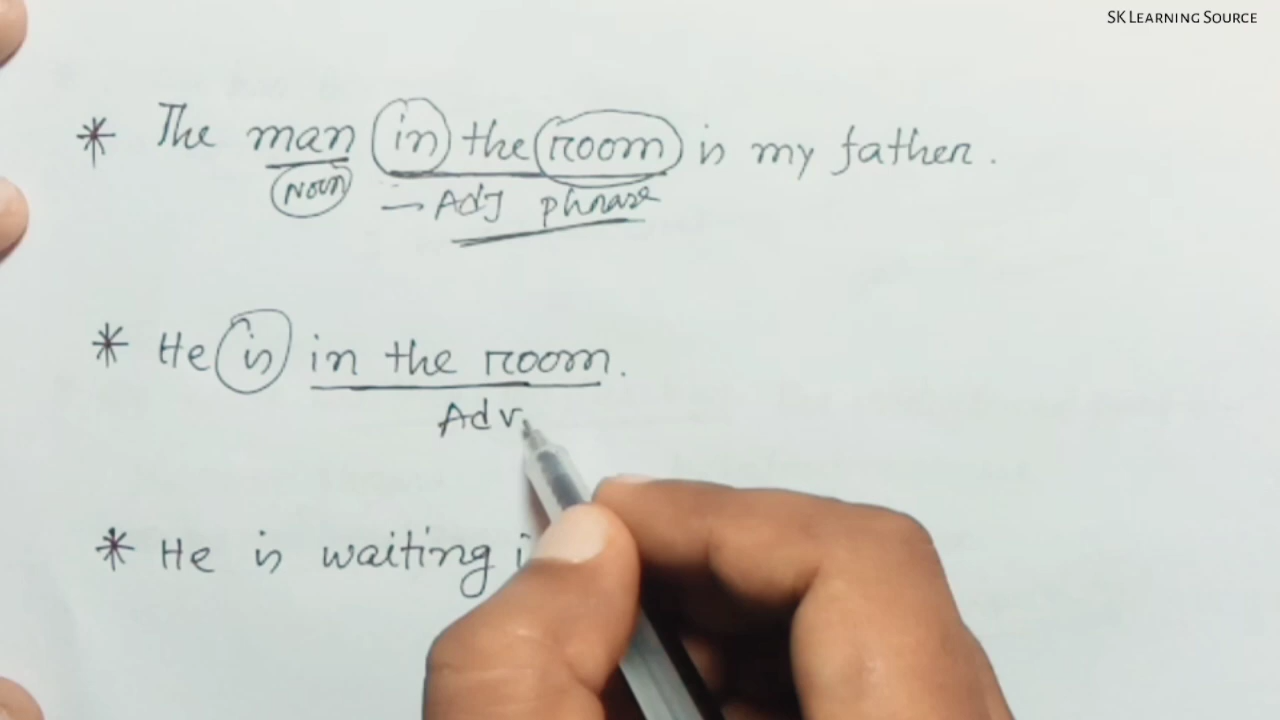 SK LEARNING SOURCE
* The man in the room is my father.
Noun – Adj phrase
* He is in the room.
Adv
* He is waiting